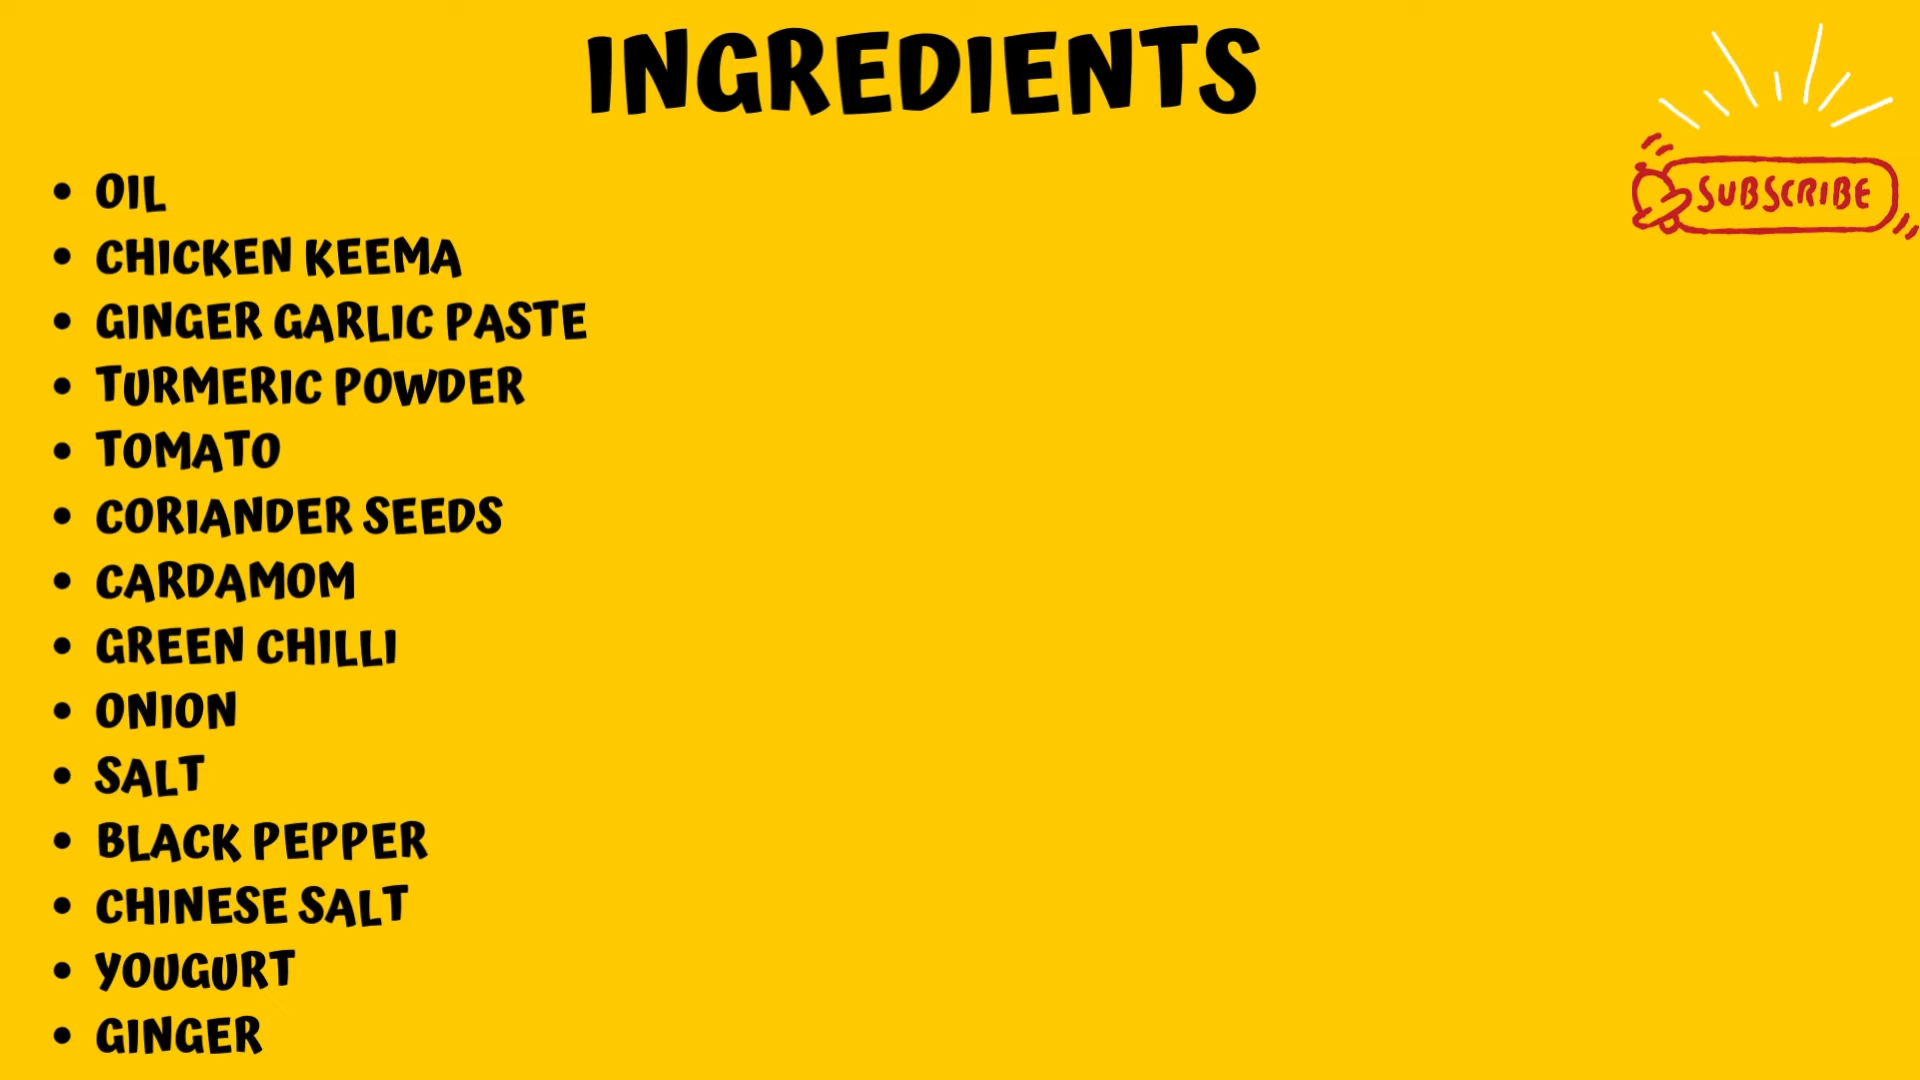 INGREDIENTS
SUBSCRIBE
• OIL
• CHICKEN KEEMA
• GINGER GARLIC PASTE
• TURMERIC POWDER
• TOMATO
• CORIANDER SEEDS
• CARDAMOM
• GREEN CHILLI
• ONION
• SALT
• BLACK PEPPER
• CHINESE SALT
• YOUGURT
• GINGER